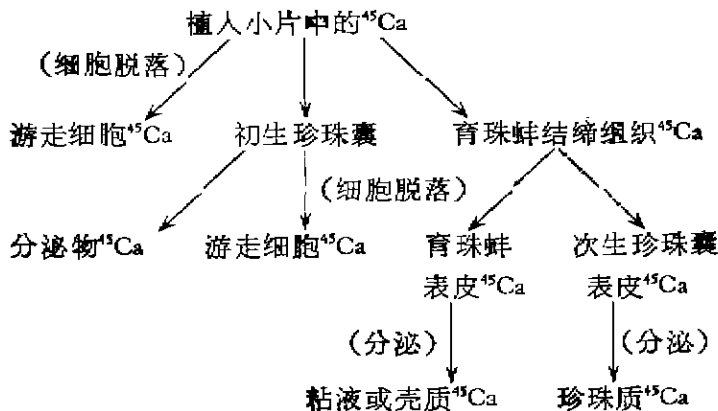 植人小片中的⁴⁵Ca
(细胞脱落)
游走细胞⁴⁵Ca 初生珍珠囊 育珠蚌结缔组织⁴⁵Ca
(细胞脱落)
分泌物⁴⁵Ca 游走细胞⁴⁵Ca 育珠蚌 次生珍珠囊
表皮⁴⁵Ca 表皮⁴⁵Ca
(分泌) (分泌)
粘液或壳质⁴⁵Ca 珍珠质⁴⁵Ca